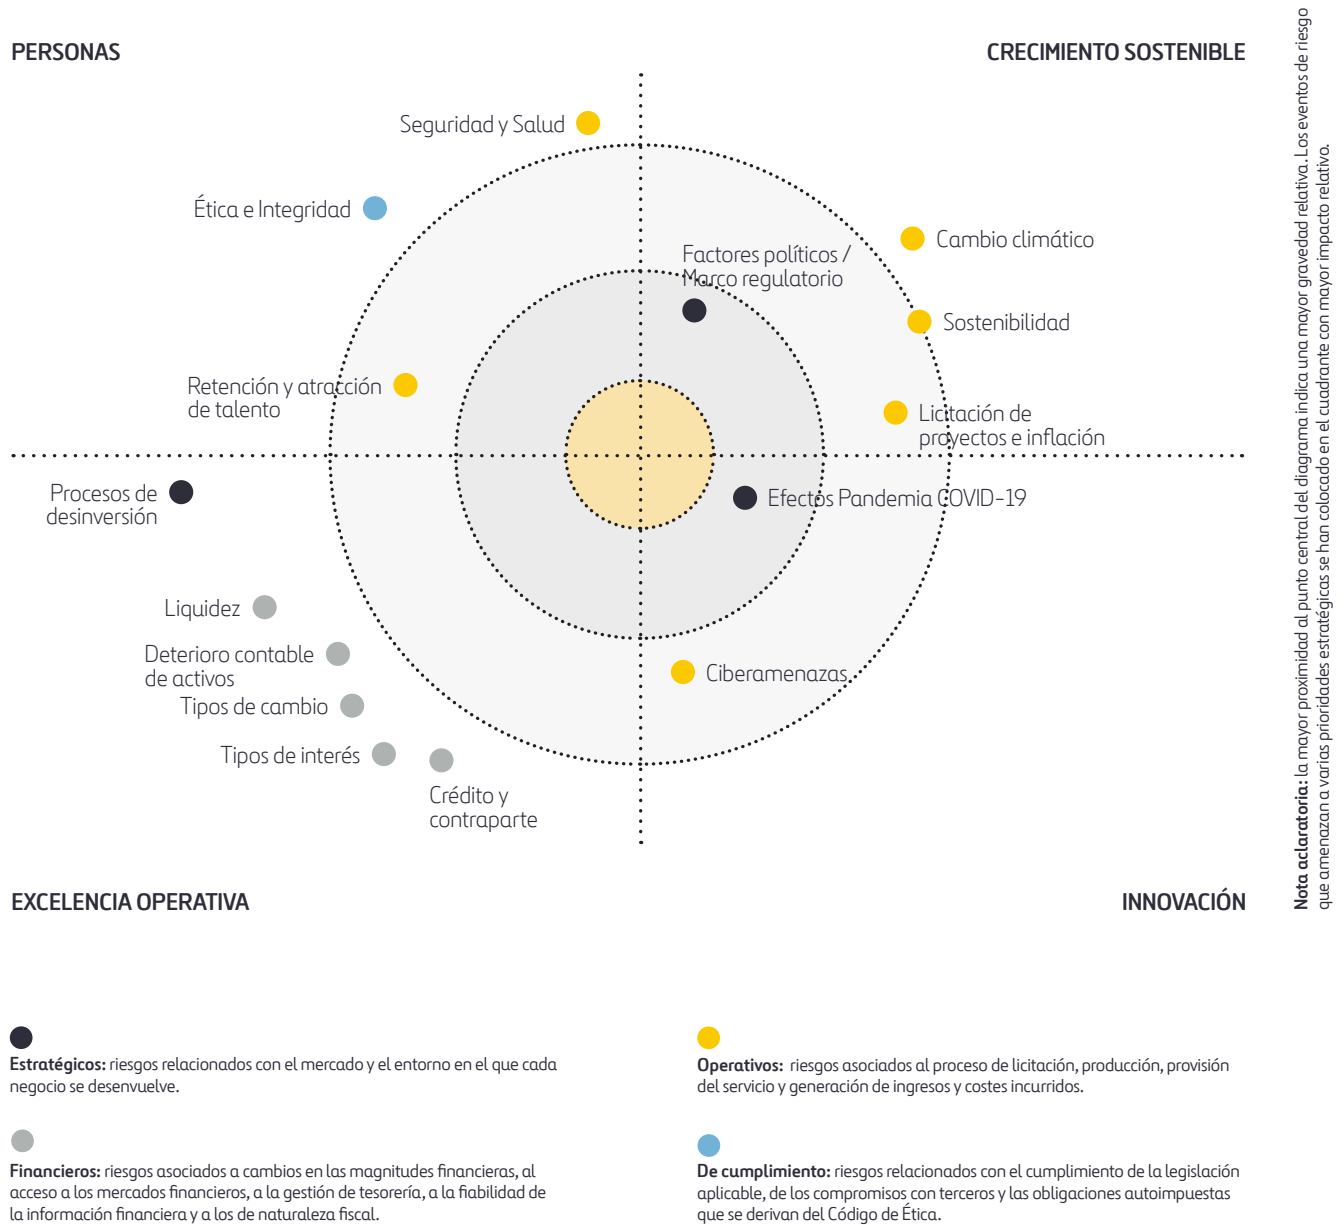 PERSONAS
CRECIMIENTO SOSTENIBLE
Seguridad y Salud
Ética e Integridad
Cambio climático
Factores políticos /
Marco regulatorio
Sostenibilidad
Retención y atracción
de talento
Licitación de
proyectos e inflación
Procesos de
desinversión
Efectos Pandemia COVID-19
Liquidez
Deterioro contable
de activos
Ciberamenazas
Tipos de cambio
Tipos de interés
Crédito y
contraparte
EXCELENCIA OPERATIVA
INNOVACIÓN
Nota aclaratoria: la mayor proximidad al punto central del diagrama indica una mayor gravedad relativa. Los eventos de riesgo
que amenazan a varias prioridades estratégicas se han colocado en el cuadrante con mayor impacto relativo.
Estratégicos: riesgos relacionados con el mercado y el entorno en el que cada
negocio se desenvuelve.
Operativos: riesgos asociados al proceso de licitación, producción, provisión
del servicio y generación de ingresos y costes incurridos.
Financieros: riesgos asociados a cambios en las magnitudes financieras, al
acceso a los mercados financieros, a la gestión de tesorería, a la fiabilidad de
la información financiera y a los de naturaleza fiscal.
De cumplimiento: riesgos relacionados con el cumplimiento de la legislación
aplicable, de los compromisos con terceros y las obligaciones autoimpuestas
que se derivan del Código de Ética.